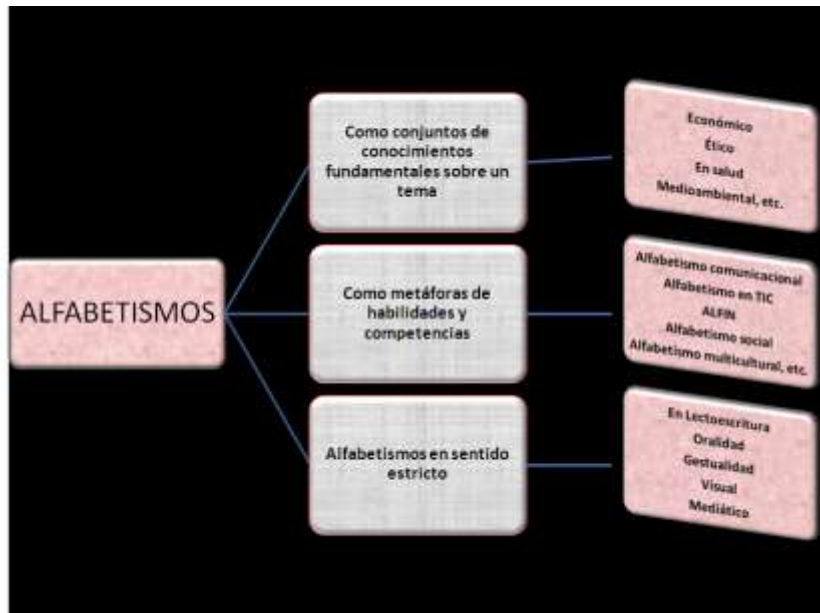 ALFABETISMOS
Como conjuntos de
conocimientos
fundamentales sobre un
tema
Económico
Ético
En salud
Medioambiental, etc.
Como metáforas de
habilidades y
competencias
Alfabetismo comunicacional
Alfabetismo en TIC
ALFIN
Alfabetismo social
Alfabetismo multicultural, etc.
Alfabetismos en sentido
estricto
En Lectoescritura
Oralidad
Gestualidad
Visual
Mediático